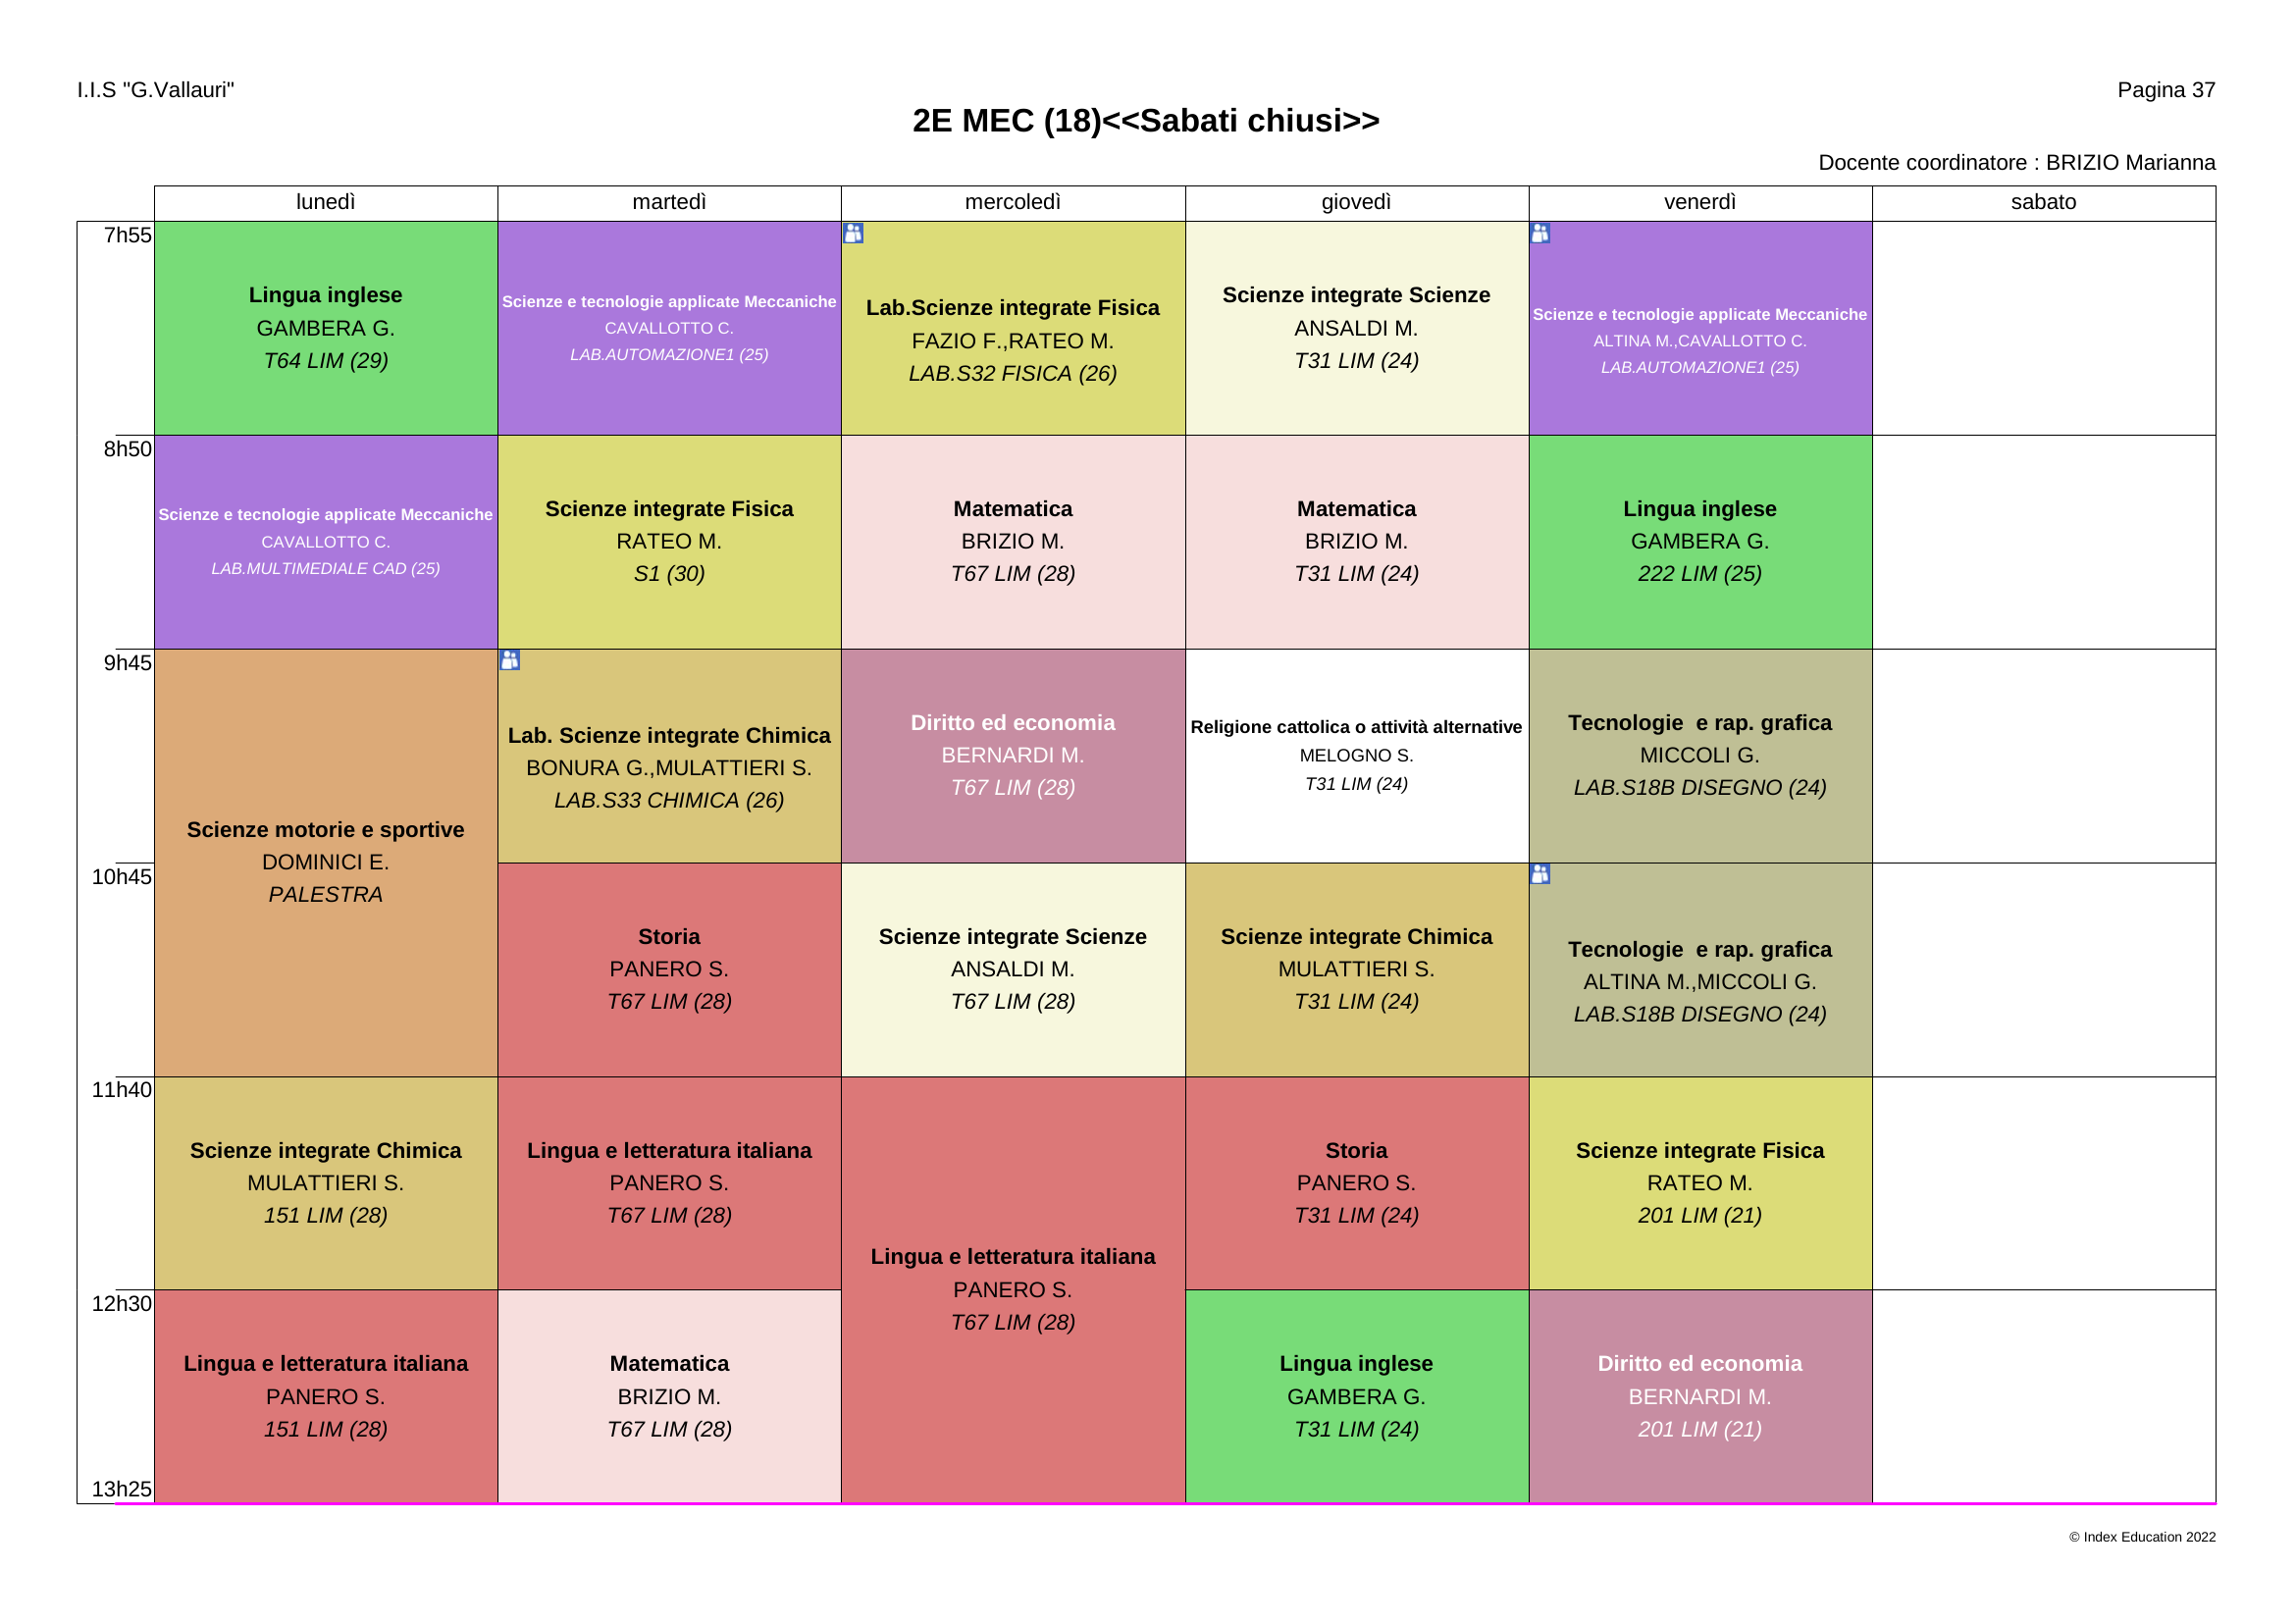 I.I.S "G.Vallauri"
Pagina 37
2E MEC (18)<<Sabati chiusi>>
Docente coordinatore : BRIZIO Marianna
lunedì
martedì
mercoledì
giovedì
venerdì
sabato
7h55
Lingua inglese
GAMBERA G.
T64 LIM (29)
Scienze e tecnologie applicate Meccaniche
CAVALLOTTO C.
LAB.AUTOMAZIONE1 (25)
Lab.Scienze integrate Fisica
FAZIO F.,RATEO M.
LAB.S32 FISICA (26)
Scienze integrate Scienze
ANSALDI M.
T31 LIM (24)
Scienze e tecnologie applicate Meccaniche
ALTINA M.,CAVALLOTTO C.
LAB.AUTOMAZIONE1 (25)
8h50
Scienze e tecnologie applicate Meccaniche
CAVALLOTTO C.
LAB.MULTIMEDIALE CAD (25)
Scienze integrate Fisica
RATEO M.
S1 (30)
Matematica
BRIZIO M.
T67 LIM (28)
Matematica
BRIZIO M.
T31 LIM (24)
Lingua inglese
GAMBERA G.
222 LIM (25)
9h45
Scienze motorie e sportive
DOMINICI E.
PALESTRA
Lab. Scienze integrate Chimica
BONURA G.,MULATTIERI S.
LAB.S33 CHIMICA (26)
Diritto ed economia
BERNARDI M.
T67 LIM (28)
Religione cattolica o attività alternative
MELOGNO S.
T31 LIM (24)
Tecnologie  e rap. grafica
MICCOLI G.
LAB.S18B DISEGNO (24)
10h45
Storia
PANERO S.
T67 LIM (28)
Scienze integrate Scienze
ANSALDI M.
T67 LIM (28)
Scienze integrate Chimica
MULATTIERI S.
T31 LIM (24)
Tecnologie  e rap. grafica
ALTINA M.,MICCOLI G.
LAB.S18B DISEGNO (24)
11h40
Scienze integrate Chimica
MULATTIERI S.
151 LIM (28)
Lingua e letteratura italiana
PANERO S.
T67 LIM (28)
Lingua e letteratura italiana
PANERO S.
T67 LIM (28)
Storia
PANERO S.
T31 LIM (24)
Scienze integrate Fisica
RATEO M.
201 LIM (21)
12h30
Lingua e letteratura italiana
PANERO S.
151 LIM (28)
Matematica
BRIZIO M.
T67 LIM (28)
Lingua inglese
GAMBERA G.
T31 LIM (24)
Diritto ed economia
BERNARDI M.
201 LIM (21)
13h25
© Index Education 2022